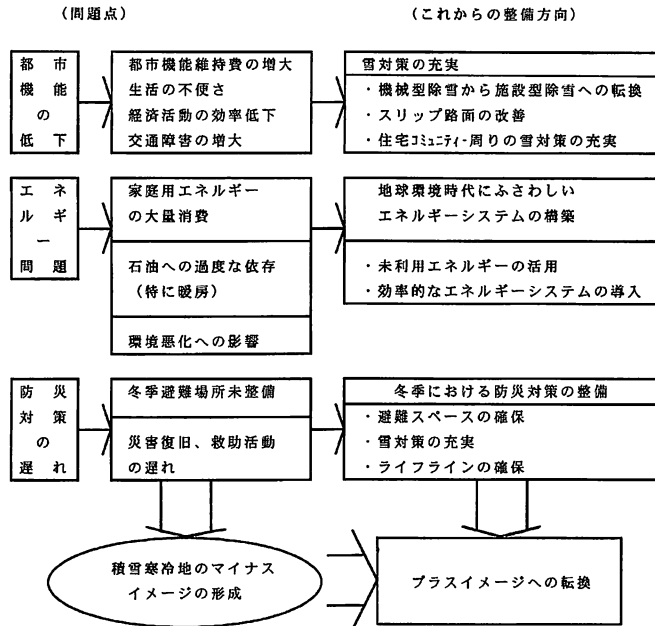 (問題点)
(これからの整備方向)
都市
機能
の
低下
都市機能維持費の増大
生活の不便さ
経済活動の効率低下
交通障害の増大
雪対策の充実
・機械型除雪から施設型除雪への転換
・スリップ路面の改善
・住宅コミュニティ-周りの雪対策の充実
エネ
ルギ
ー
問題
家庭用エネルギー
の大量消費
石油への過度な依存
(特に暖房)
環境悪化への影響
地球環境時代にふさわしい
エネルギーシステムの構築
・未利用エネルギーの活用
・効率的なエネルギーシステムの導入
防災
対策
の
遅れ
冬季避難場所未整備
災害復旧、救助活動
の遅れ
冬季における防災対策の整備
・避難スペースの確保
・雪対策の充実
・ライフラインの確保
積雪寒冷地のマイナス
イメージの形成
プラスイメージへの転換